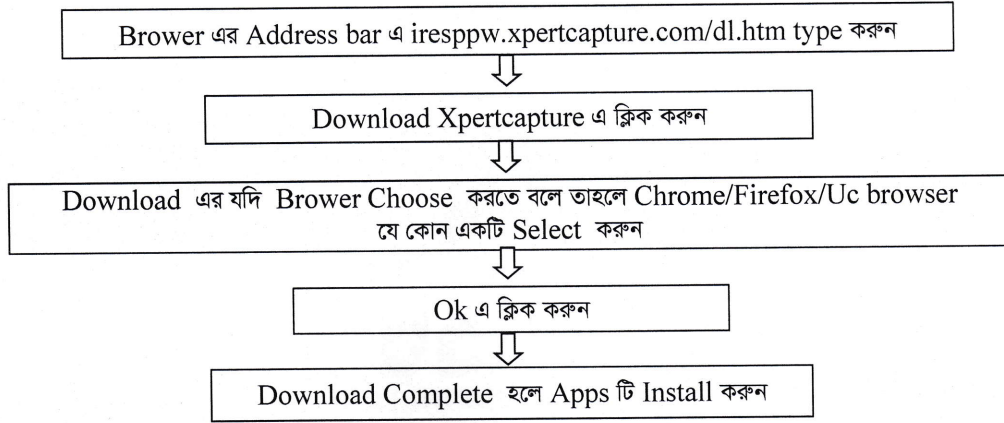 Brower এর Address bar এ iresppw.xpertcapture.com/dl.htm type করুন
Download Xpertcapture এ ক্লিক করুন
Download এর যদি Brower Choose করতে বলে তাহলে Chrome/Firefox/Uc browser
যে কোন একটি Select করুন
Ok এ ক্লিক করুন
Download Complete হলে Apps টি Install করুন